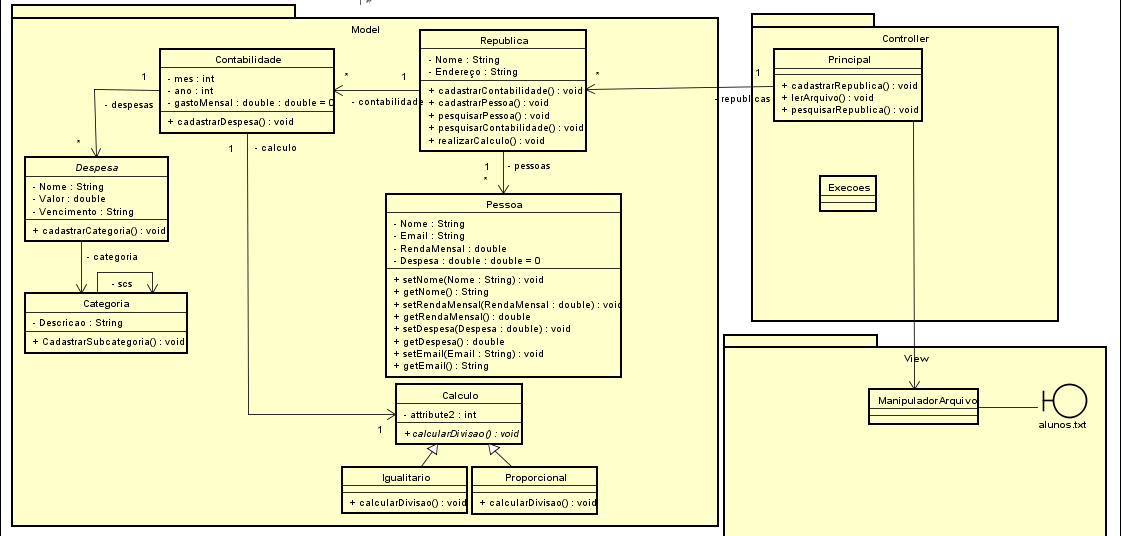 Model
Contabilidade
- mes : int
- ano : int
- gastoMensal : double : double = 0
+ cadastrarDespesa() : void
1
- despesas
*
Despesa
- Nome : String
- Valor : double
- Vencimento : String
+ cadastrarCategoria() : void
- categoria
- scs
Categoria
- Descricao : String
+ CadastrarSubcategoria() : void
1
- calculo
1
*
1
- contabilidade
Republica
- Nome : String
- Endereço : String
+ cadastrarContabilidade() : void
+ cadastrarPessoa() : void
+ pesquisarPessoa() : void
+ pesquisarContabilidade() : void
+ realizarCalculo() : void
1
- pessoas
*
Pessoa
- Nome : String
- Email : String
- RendaMensal : double
- Despesa : double : double = 0
+ setNome(Nome : String) : void
+ getNome() : String
+ setRendaMensal(RendaMensal : double) : void
+ getRendaMensal() : double
+ setDespesa(Despesa : double) : void
+ getDespesa() : double
+ setEmail(Email : String) : void
+ getEmail() : String
Calculo
- attribute2 : int
+ calcularDivisao() : void
Igualitario
+ calcularDivisao() : void
Proporcional
+ calcularDivisao() : void
*
1
- republicas
Controller
Principal
+ cadastrarRepublica() : void
+ lerArquivo() : void
+ pesquisarRepublica() : void
Execoes
View
ManipuladorArquivo
alunos.txt